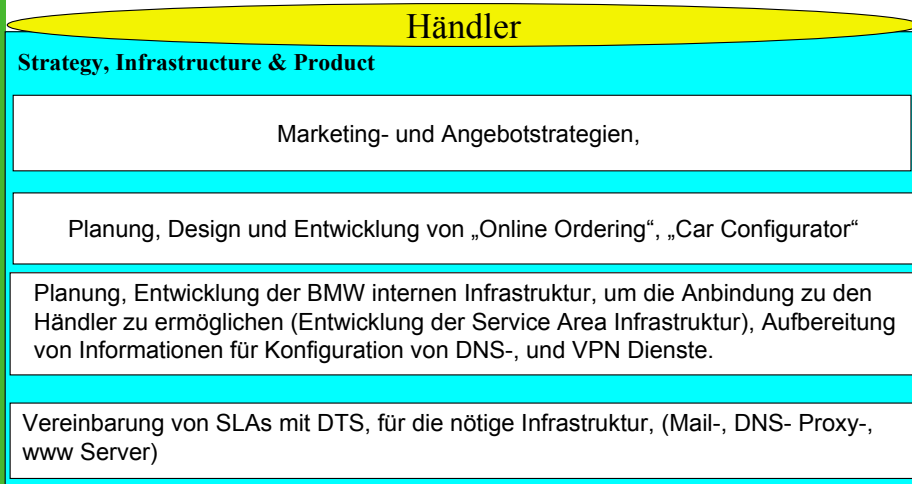 Händler
Strategy, Infrastructure & Product
Marketing- und Angebotstrategien,
Planung, Design und Entwicklung von „Online Ordering“, „Car Configurator“
Planung, Entwicklung der BMW internen Infrastruktur, um die Anbindung zu den
Händler zu ermöglichen (Entwicklung der Service Area Infrastruktur), Aufbereitung
von Informationen für Konfiguration von DNS-, und VPN Dienste.
Vereinbarung von SLAs mit DTS, für die nötige Infrastruktur, (Mail-, DNS- Proxy-,
www Server)